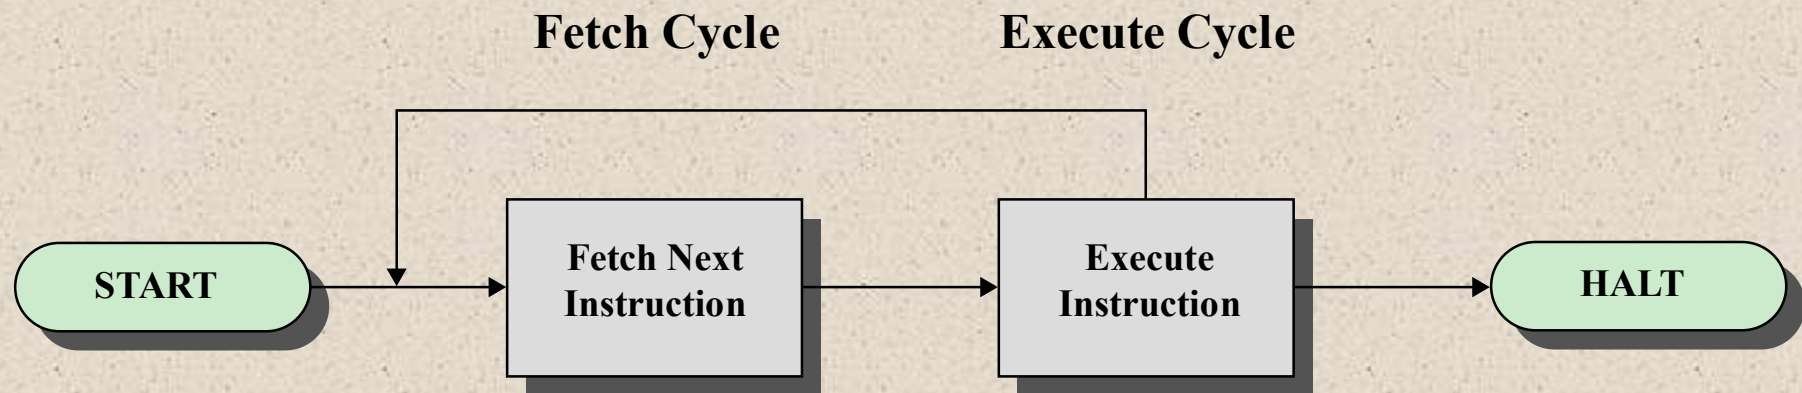 Fetch Cycle
Execute Cycle
START
Fetch Next
Instruction
Execute
Instruction
HALT